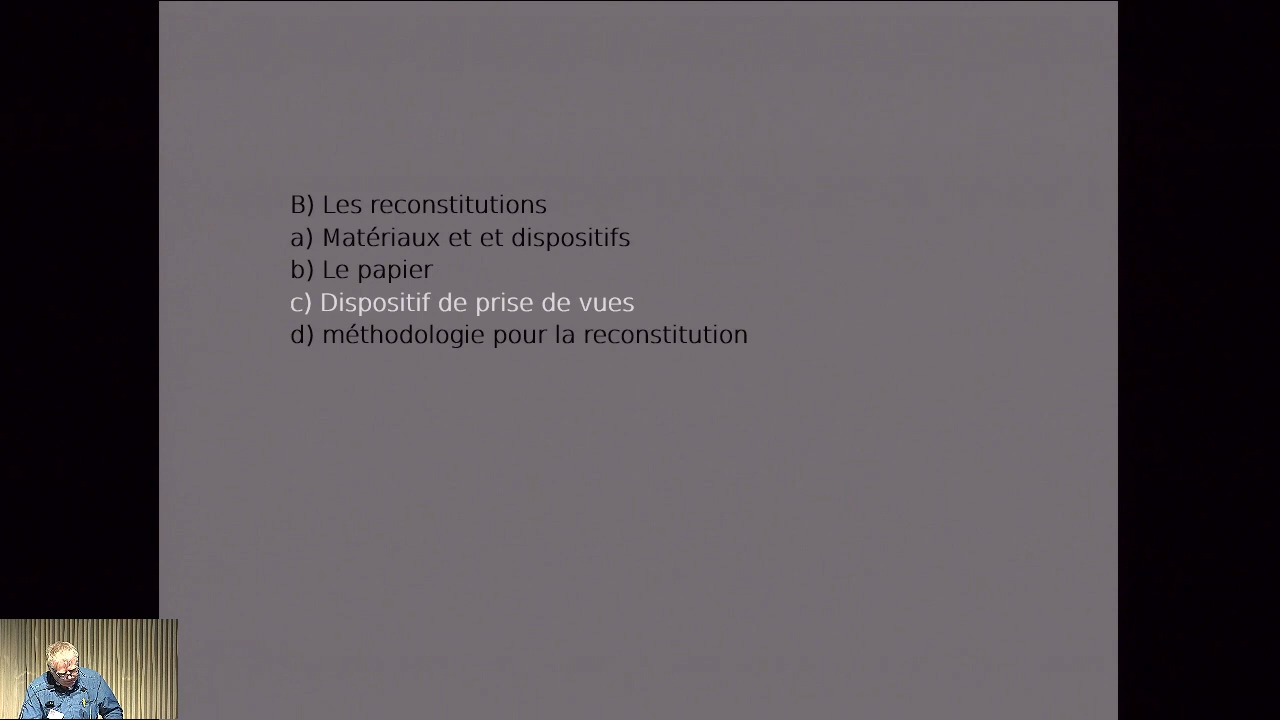 B) Les reconstitutions
a) Matériaux et et dispositifs
b) Le papier
c) Dispositif de prise de vues
d) méthodologie pour la reconstitution